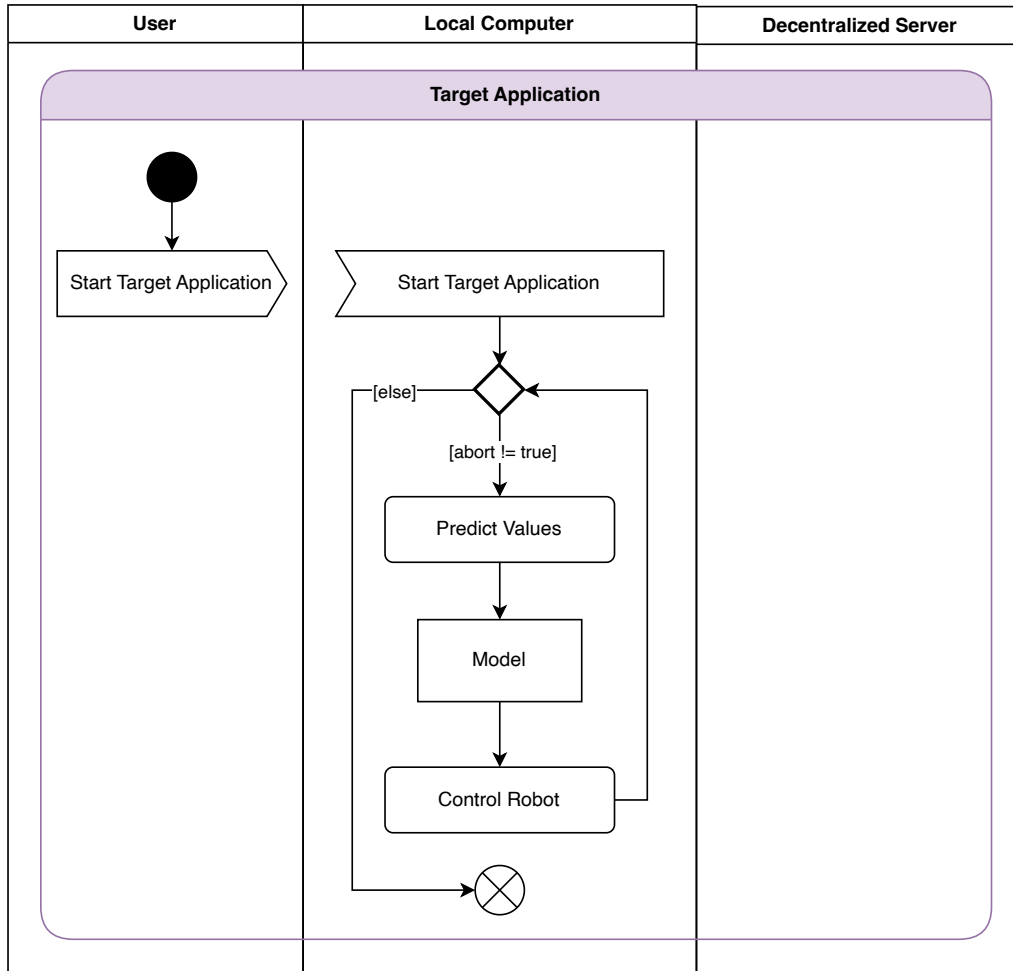 User
Local Computer
Decentralized Server
Target Application
Start Target Application
Start Target Application
[else]
[abort != true]
Predict Values
Model
Control Robot